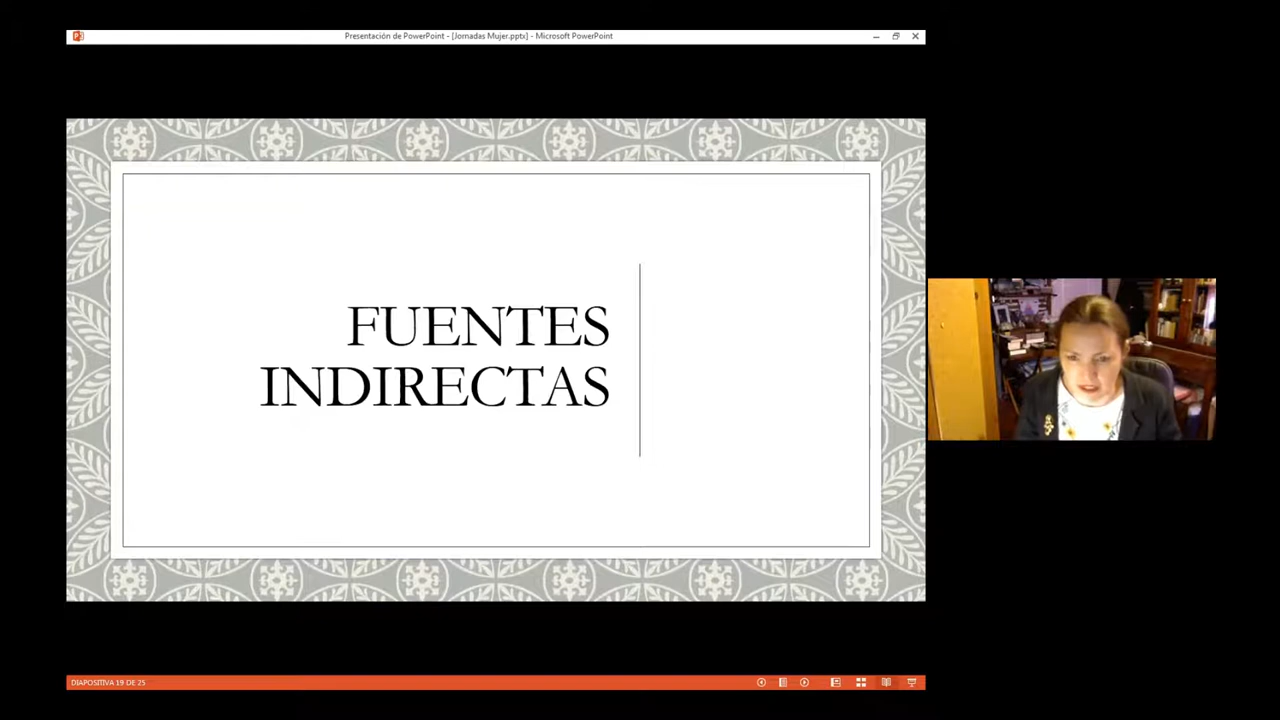 Presentación de PowerPoint - [Jornadas Mujer.pptx] - Microsoft PowerPoint
FUENTES
INDIRECTAS
DIAPOSITIVA 19 DE 25